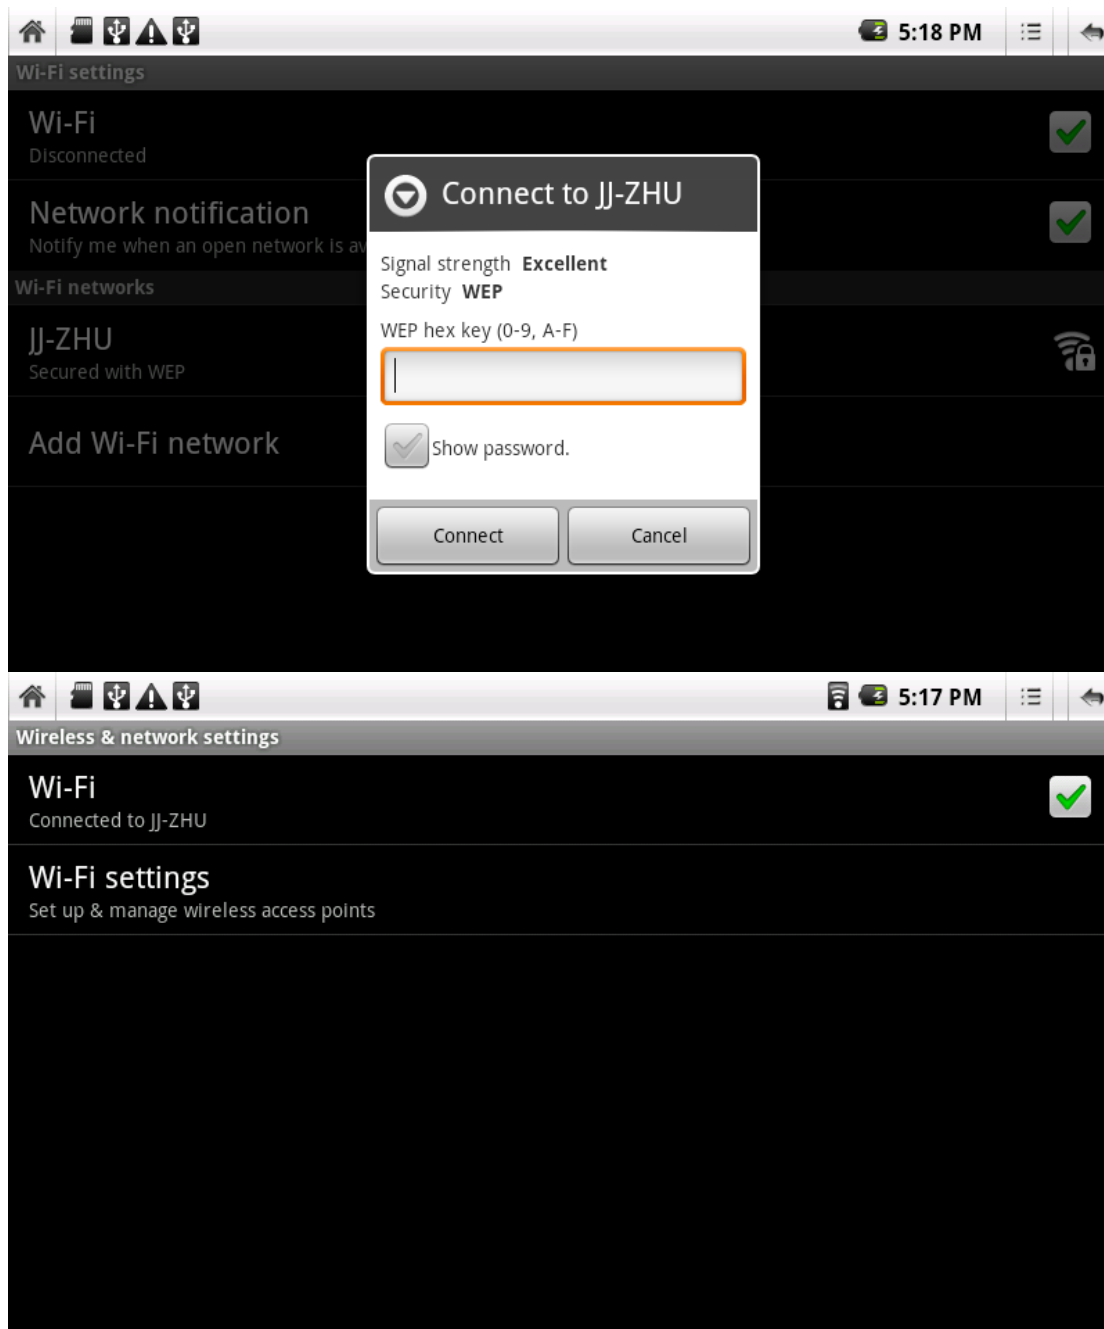 5:18 PM
Wi-Fi settings
Wi-Fi
Disconnected
Network notification
Notify me when an open network is av
Wi-Fi networks
JJ-ZHU
Secured with WEP
Add Wi-Fi network
Connect to JJ-ZHU
Signal strength Excellent
Security WEP
WEP hex key (0-9, A-F)
Show password.
Connect
Cancel
5:17 PM
Wireless & network settings
Wi-Fi
Connected to JJ-ZHU
Wi-Fi settings
Set up & manage wireless access points